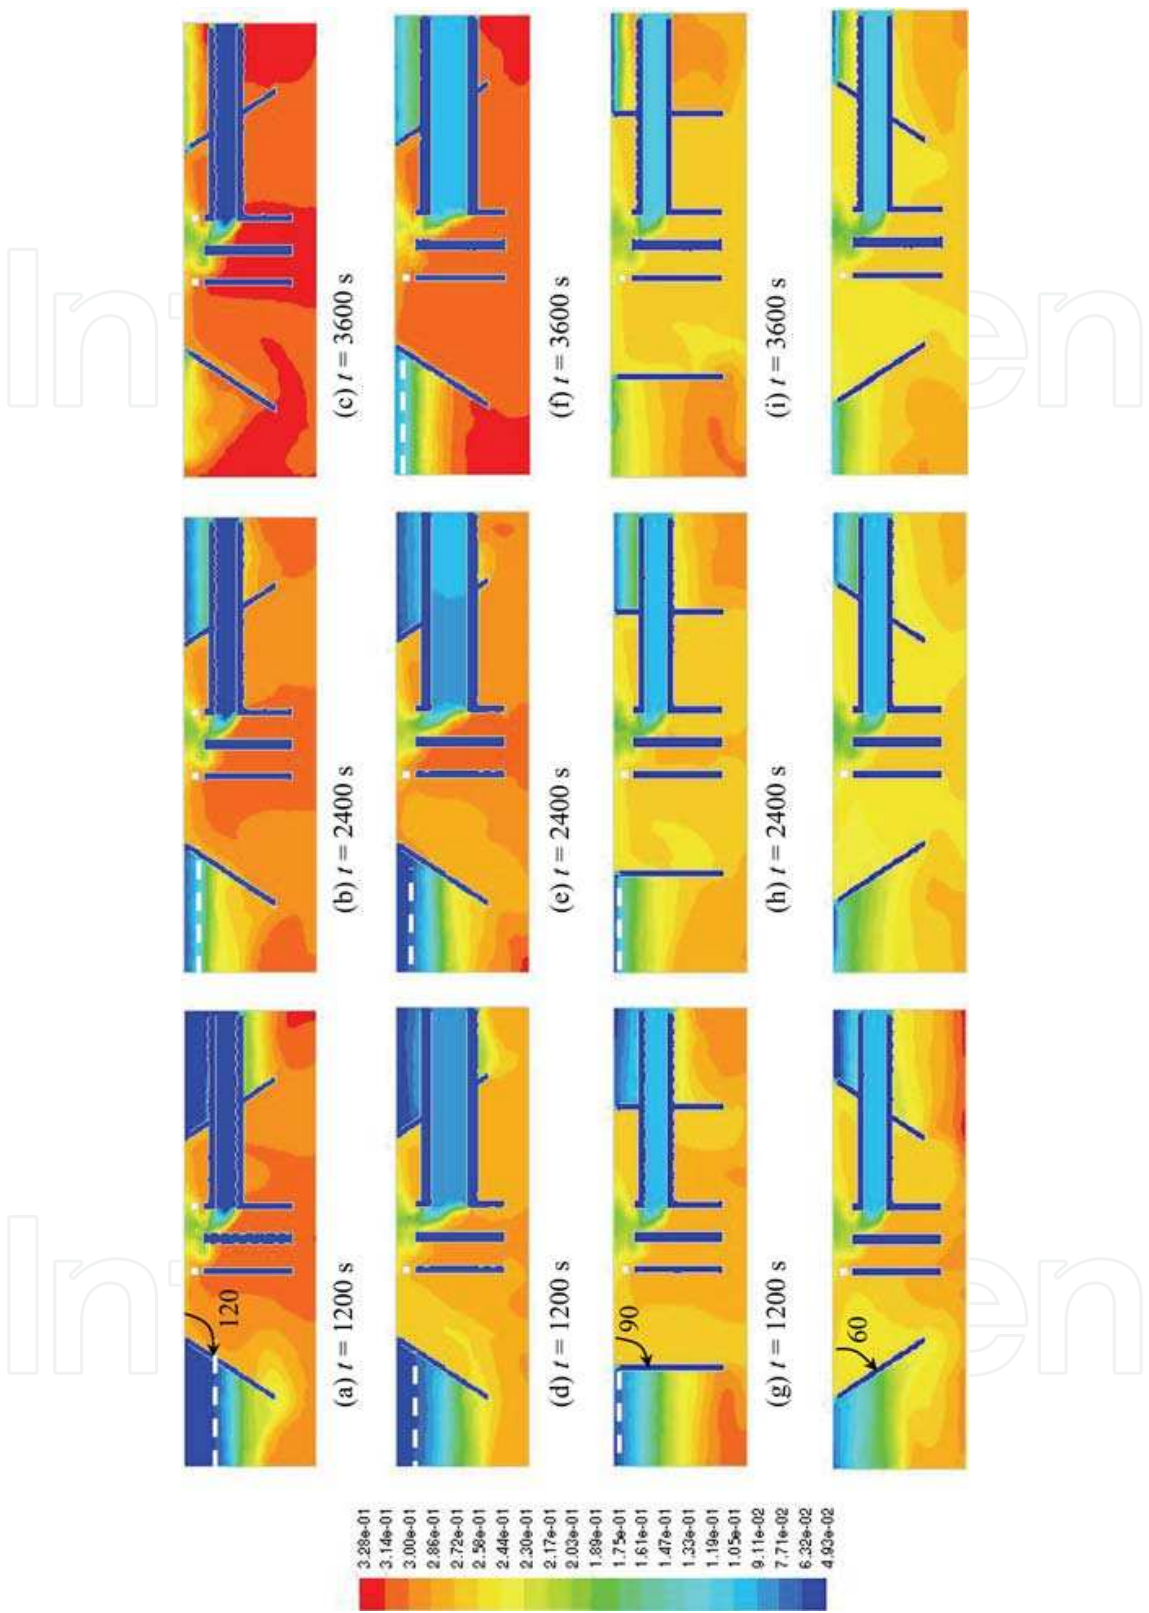 (c) t = 3600 s
(f) t = 3600 s
(i) t = 3600 s
(b) t = 2400 s
(e) t = 2400 s
(h) t = 2400 s
120
90
60
(a) t = 1200 s
(d) t = 1200 s
(g) t = 1200 s
3.28e-01
3.14e-01
3.00e-01
2.86e-01
2.72e-01
2.58e-01
2.44e-01
2.30e-01
2.17e-01
2.03e-01
1.89e-01
1.75e-01
1.61e-01
1.47e-01
1.33e-01
1.19e-01
1.05e-01
9.11e-02
7.71e-02
6.32e-02
4.93e-02